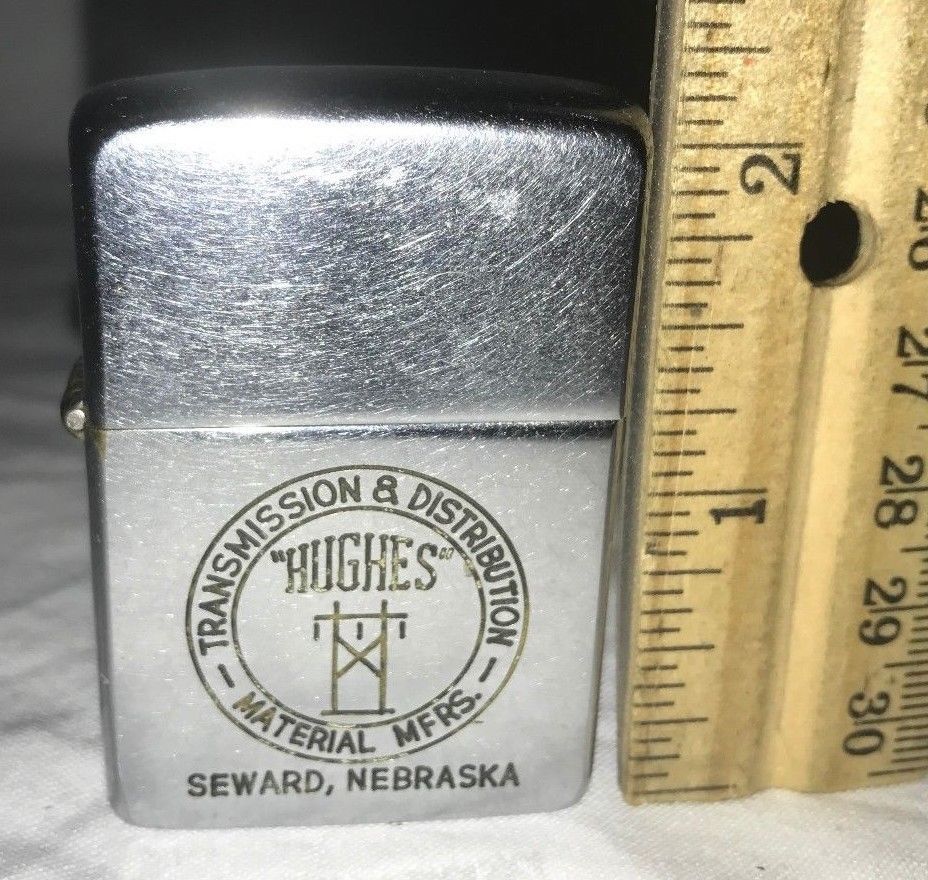 TRANSMISSION & DISTRIBUTION
"HUGHES"
MATERIAL MFRS.
SEWARD, NEBRASKA
2
1
26
27
28
29
30